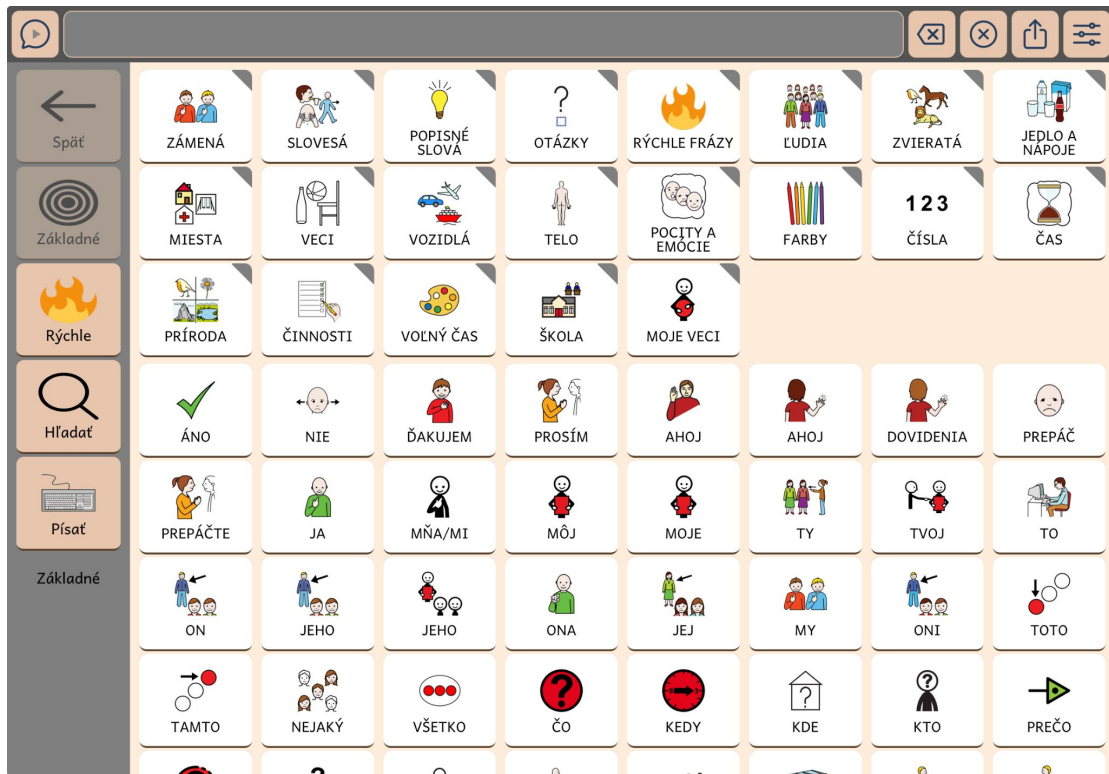 Späť
ZÁMENÁ
SLOVESÁ
POPISNÉ
SLOVÁ
OTÁZKY
RÝCHLE FRÁZY
ĽUDIA
ZVIERATÁ
JEDLO A
NÁPOJE
Základné
MIESTA
VECI
VOZIDLÁ
TELO
POCITY A
EMÓCIE
FARBY
1 2 3
ČÍSLA
ČAS
Rýchle
PRÍRODA
ČINNOSTI
VOĽNÝ ČAS
ŠKOLA
MOJE VECI
Hľadať
ÁNO
NIE
ĎAKUJEM
PROSÍM
AHOJ
AHOJ
DOVIDENIA
PREPÁČ
Písať
PREPÁČTE
JA
MŇA/MI
MÔJ
MOJE
TY
TVOJ
TO
Základné
ON
JEHO
JEHO
ONA
JEJ
MY
ONI
TOTO
TAMTO
NEJAKÝ
VŠETKO
ČO
KEDY
KDE
KTO
PREČO